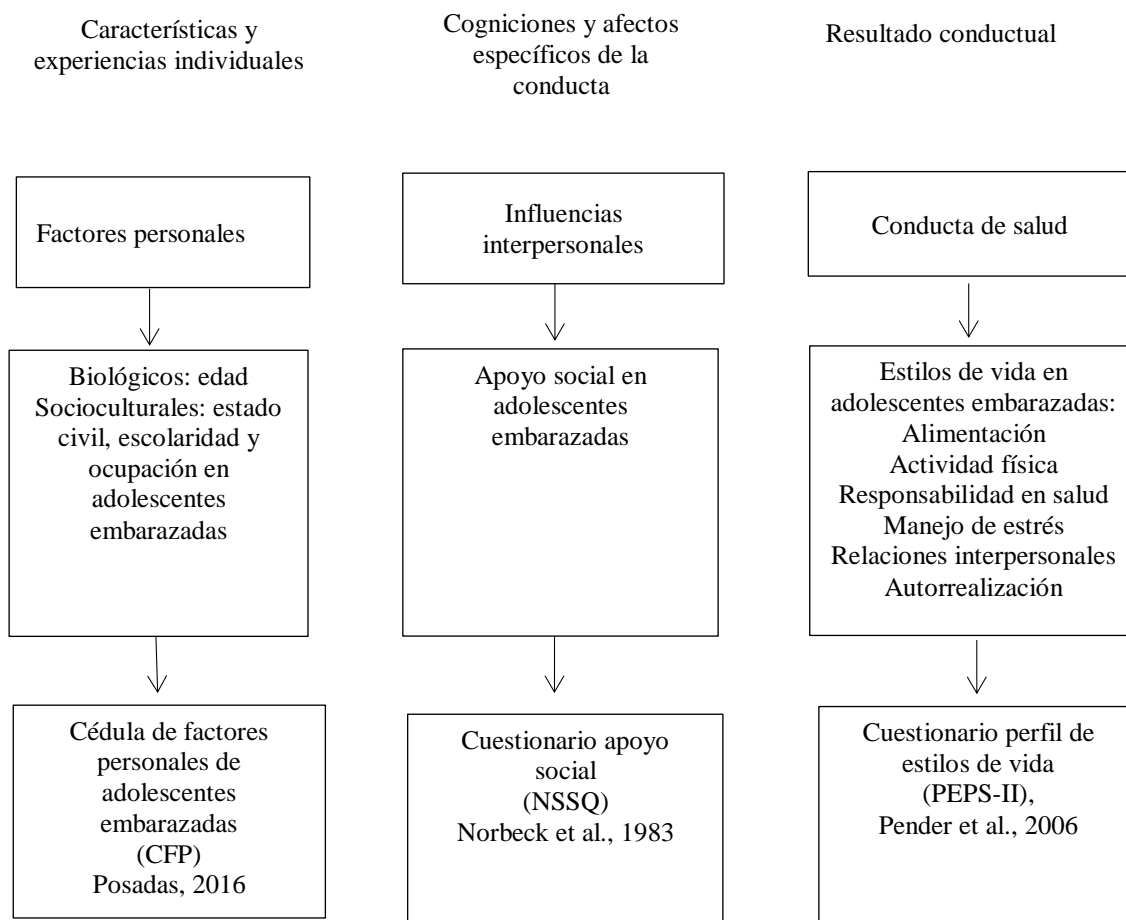 Características y
experiencias individuales
Cogniciones y afectos
específicos de la
conducta
Resultado conductual
Factores personales
Influencias
interpersonales
Conducta de salud
Biológicos: edad
Socioculturales: estado
civil, escolaridad y
ocupación en
adolescentes
embarazadas
Apoyo social en
adolescentes
embarazadas
Estilos de vida en
adolescentes embarazadas:
Alimentación
Actividad física
Responsabilidad en salud
Manejo de estrés
Relaciones interpersonales
Autorrealización
Cédula de factores
personales de
adolescentes
embarazadas
(CFP)
Posadas, 2016
Cuestionario apoyo
social
(NSSQ)
Norbeck et al., 1983
Cuestionario perfil de
estilos de vida
(PEPS-II),
Pender et al., 2006